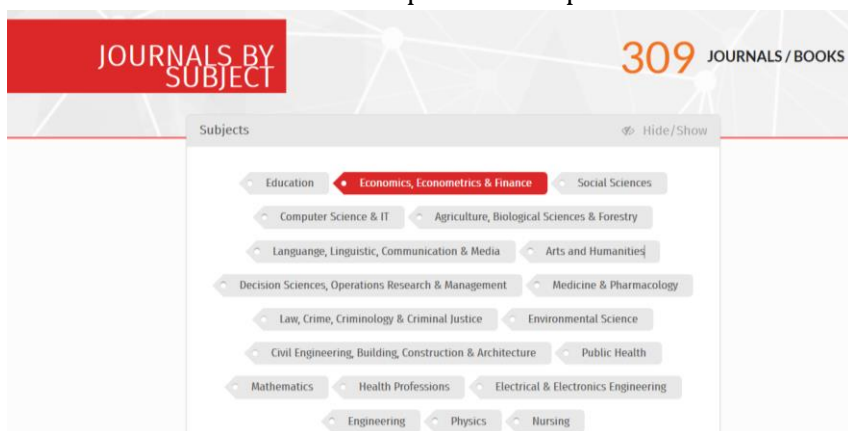 JOURNALS BY
SUBJECT
309 JOURNALS / BOOKS
Subjects Hide/Show
Education Economics, Econometrics & Finance Social Sciences
Computer Science & IT Agriculture, Biological Sciences & Forestry
Languange, Linguistic, Communication & Media Arts and Humanities
Decision Sciences, Operations Research & Management Medicine & Pharmacology
Law, Crime, Criminology & Criminal Justice Environmental Science
Civil Engineering, Building, Construction & Architecture Public Health
Mathematics Health Professions Electrical & Electronics Engineering
Engineering Physics Nursing